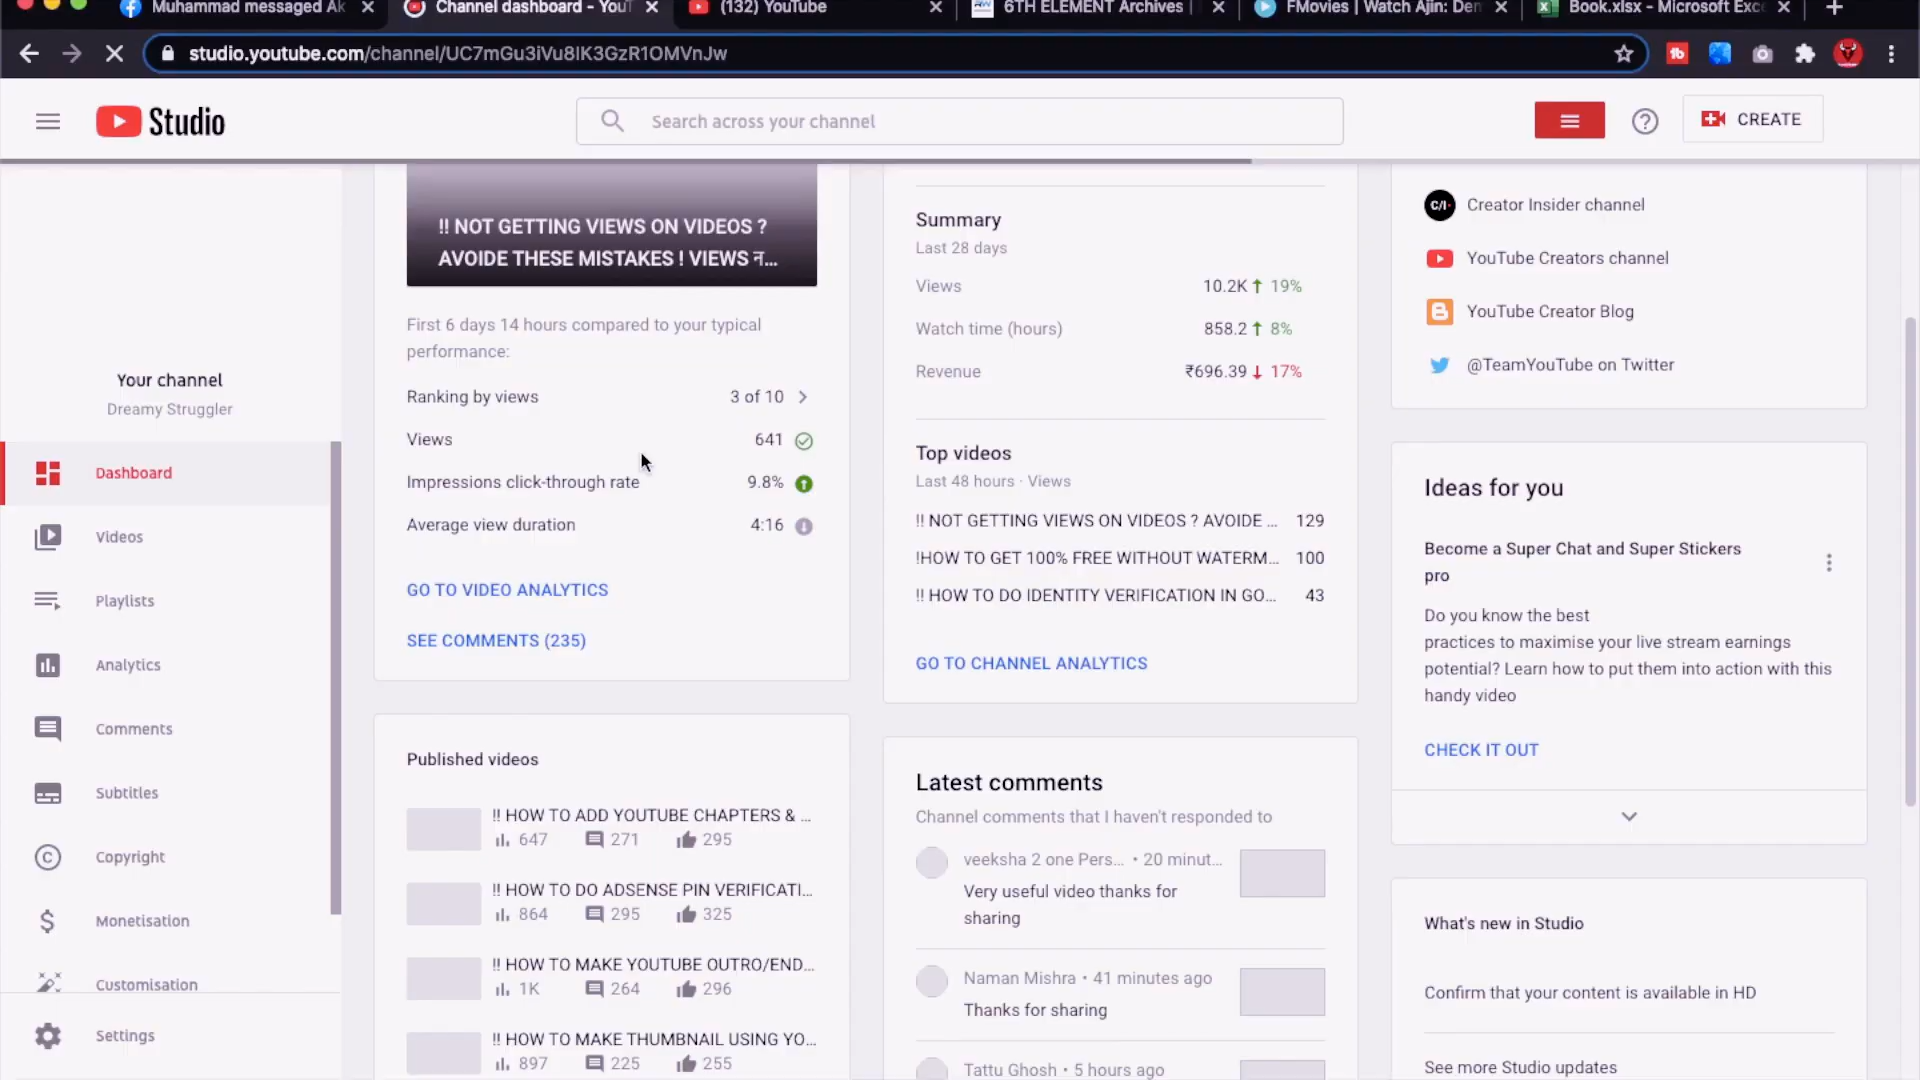 Muhammad messaged Ak
Channel dashboard - YouT
(132) YouTube
6TH ELEMENT Archives |
FMovies | Watch Ajin: Den
Book.xlsx - Microsoft Exce
studio.youtube.com/channel/UC7mGu3iVu8IK3GzR1OMVnJw
Studio
Search across your channel
CREATE
Your channel
Dreamy Struggler
Dashboard
Videos
Playlists
Analytics
Comments
Subtitles
Copyright
Monetisation
Customisation
Settings
!! NOT GETTING VIEWS ON VIDEOS ?
AVOIDE THESE MISTAKES ! VIEWS न...
First 6 days 14 hours compared to your typical
performance:
Ranking by views 3 of 10
Views 641
Impressions click-through rate 9.8%
Average view duration 4:16
GO TO VIDEO ANALYTICS
SEE COMMENTS (235)
Published videos
!! HOW TO ADD YOUTUBE CHAPTERS & ...
647 271 295
!! HOW TO DO ADSENSE PIN VERIFICATI...
864 295 325
!! HOW TO MAKE YOUTUBE OUTRO/END...
1K 264 296
!! HOW TO MAKE THUMBNAIL USING YO...
897 225 255
Summary
Last 28 days
Views 10.2K 19%
Watch time (hours) 858.2 8%
Revenue ₹696.39 17%
Top videos
Last 48 hours · Views
!! NOT GETTING VIEWS ON VIDEOS ? AVOIDE ... 129
!HOW TO GET 100% FREE WITHOUT WATERM... 100
!! HOW TO DO IDENTITY VERIFICATION IN GO... 43
GO TO CHANNEL ANALYTICS
Latest comments
Channel comments that I haven't responded to
veeksha 2 one Pers... • 20 minut...
Very useful video thanks for
sharing
Naman Mishra • 41 minutes ago
Thanks for sharing
Tattu Ghosh • 5 hours ago
C/I
Creator Insider channel
YouTube Creators channel
YouTube Creator Blog
@TeamYouTube on Twitter
Ideas for you
Become a Super Chat and Super Stickers
pro
Do you know the best
practices to maximise your live stream earnings
potential? Learn how to put them into action with this
handy video
CHECK IT OUT
What's new in Studio
Confirm that your content is available in HD
See more Studio updates